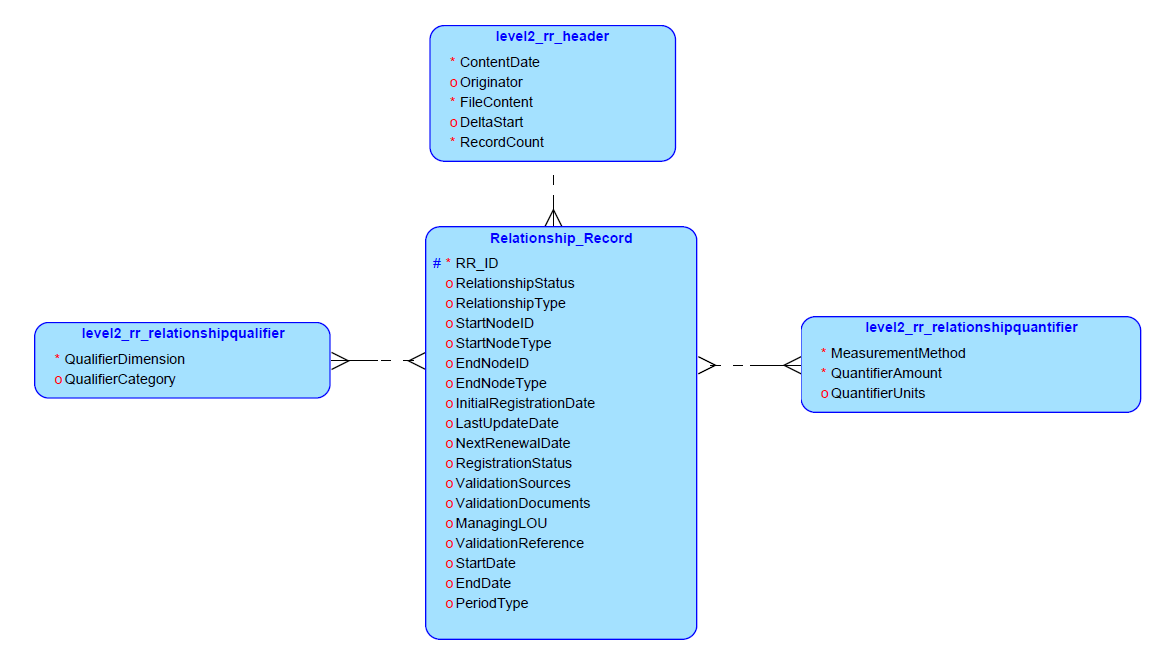 level2_rr_header
* ContentDate
o Originator
* FileContent
o DeltaStart
* RecordCount
Relationship_Record
# * RR_ID
o RelationshipStatus
o RelationshipType
o StartNodeID
o StartNodeType
o EndNodeID
o EndNodeType
o InitialRegistrationDate
o LastUpdateDate
o NextRenewalDate
o RegistrationStatus
o ValidationSources
o ValidationDocuments
o ManagingLOU
o ValidationReference
o StartDate
o EndDate
o PeriodType
level2_rr_relationshipqualifier
* QualifierDimension
o QualifierCategory
level2_rr_relationshipquantifier
* MeasurementMethod
* QuantifierAmount
o QuantifierUnits